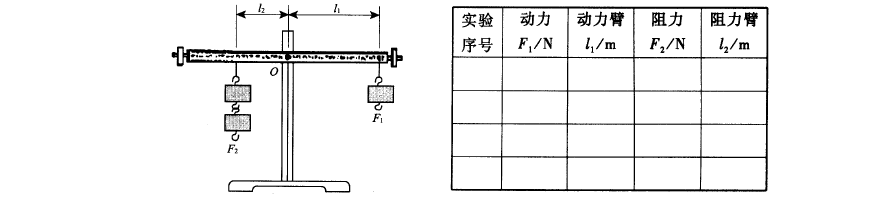 l₂ l₁
O
F₁
F₂
实验 动力 动力臂 阻力 阻力臂
序号 F₁/N l₁/m F₂/N l₂/m